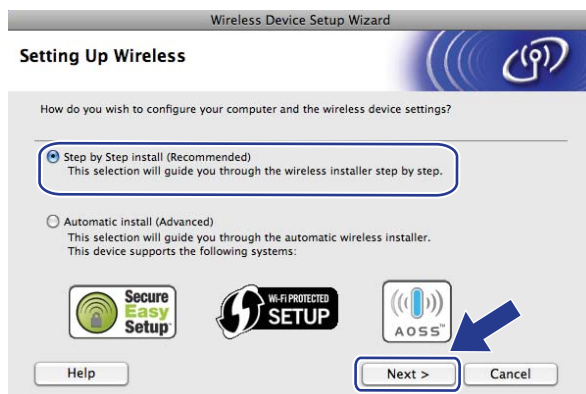 Wireless Device Setup Wizard
Setting Up Wireless
How do you wish to configure your computer and the wireless device settings?
Step by Step install (Recommended)
This selection will guide you through the wireless installer step by step.
Automatic install (Advanced)
This selection will guide you through the automatic wireless installer.
This device supports the following systems:
Secure
Easy
Setup™
Wi-Fi PROTECTED
SETUP
AOSS™
Help
Next >
Cancel